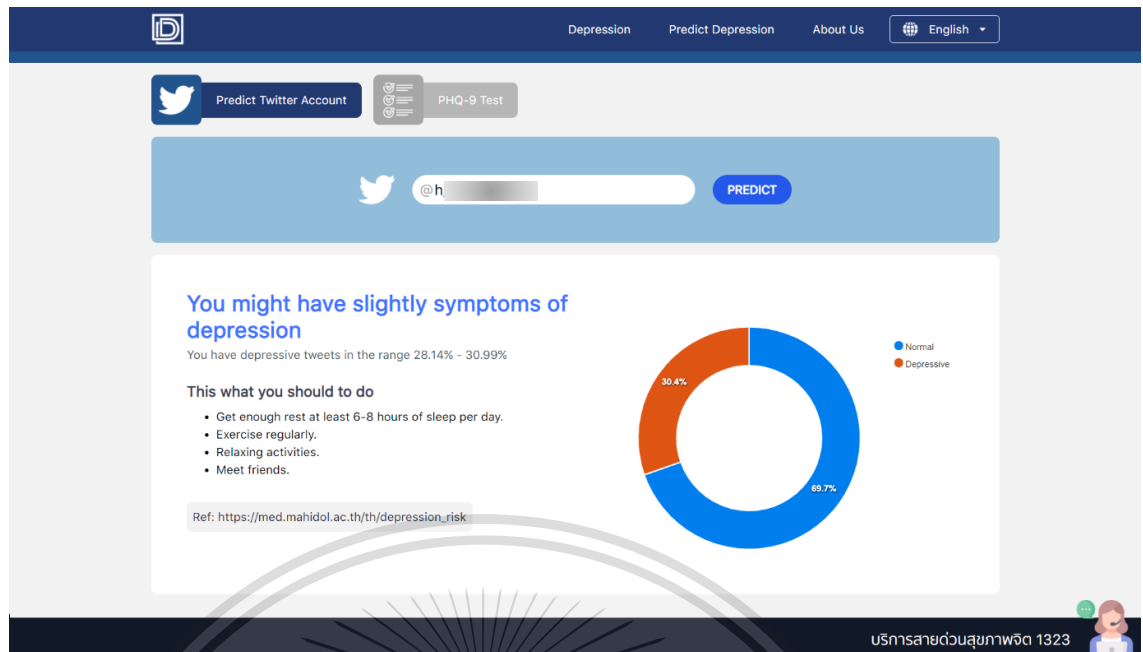 Depression
Predict Depression
About Us
English
Predict Twitter Account
PHQ-9 Test
@h
PREDICT
You might have slightly symptoms of
depression
You have depressive tweets in the range 28.14% - 30.99%
This what you should to do
• Get enough rest at least 6-8 hours of sleep per day.
• Exercise regularly.
• Relaxing activities.
• Meet friends.
Ref: https://med.mahidol.ac.th/th/depression_risk
Normal
Depressive
30.4%
69.7%
บริการสายด่วนสุขภาพจิต 1323